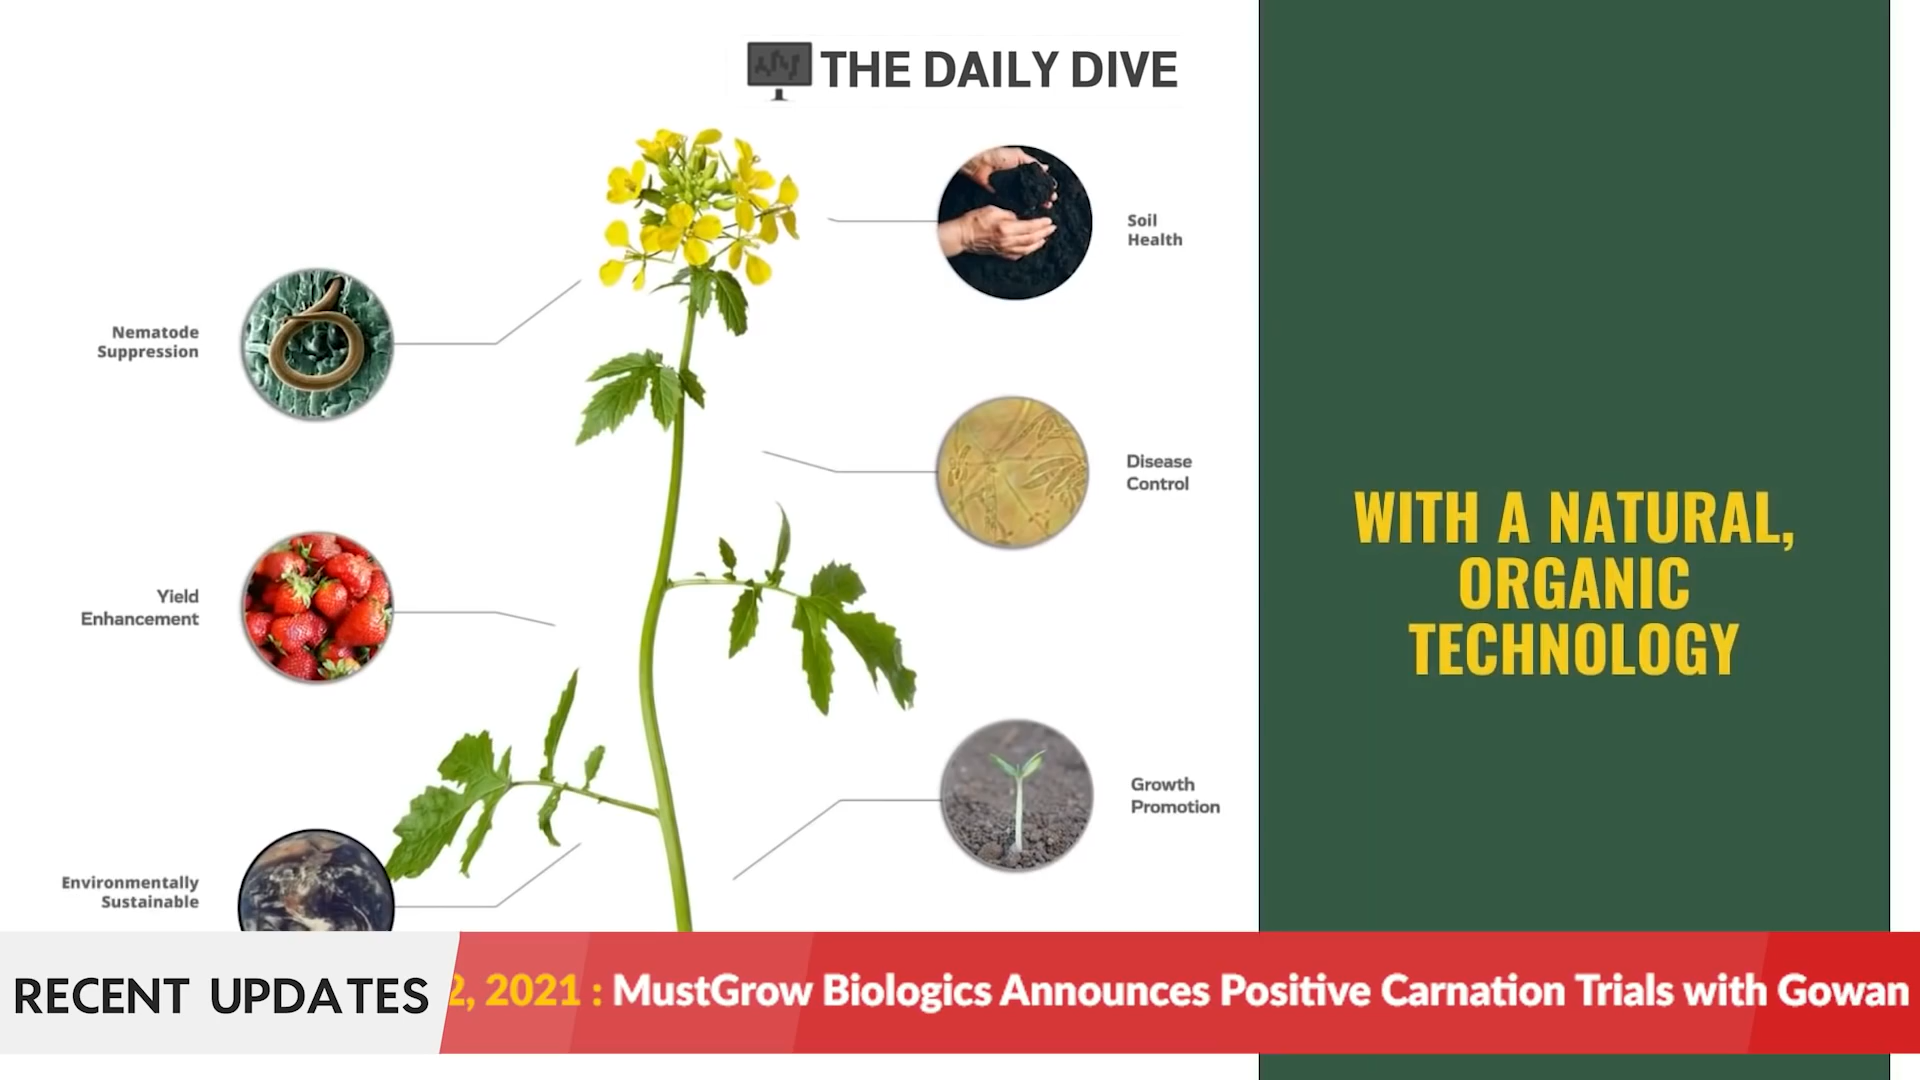 THE DAILY DIVE
Soil
Health
Nematode
Suppression
Disease
Control
Yield
Enhancement
Growth
Promotion
Environmentally
Sustainable
WITH A NATURAL,
ORGANIC
TECHNOLOGY
RECENT UPDATES
2, 2021 : MustGrow Biologics Announces Positive Carnation Trials with Gowan